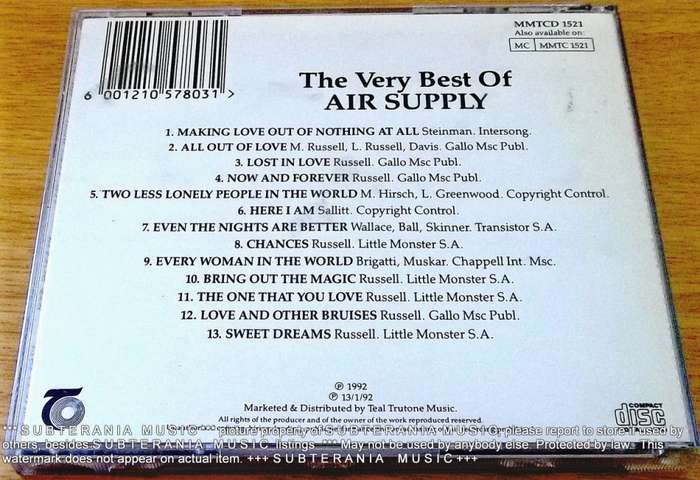 MMTCD 1521
Also available on:
MC MMTC 1521
6 001210 578031 >
The Very Best Of
AIR SUPPLY
1. MAKING LOVE OUT OF NOTHING AT ALL Steinman. Intersong.
2. ALL OUT OF LOVE M. Russell, L. Russell, Davis. Gallo Msc Publ.
3. LOST IN LOVE Russell. Gallo Msc Publ.
4. NOW AND FOREVER Russell. Gallo Msc Publ.
5. TWO LESS LONELY PEOPLE IN THE WORLD M. Hirsch, L. Greenwood. Copyright Control.
6. HERE I AM Sallitt. Copyright Control.
7. EVEN THE NIGHTS ARE BETTER Wallace, Ball, Skinner. Transistor S.A.
8. CHANCES Russell. Little Monster S.A.
9. EVERY WOMAN IN THE WORLD Brigatti, Muskar. Chappell Int. Msc.
10. BRING OUT THE MAGIC Russell. Little Monster S.A.
11. THE ONE THAT YOU LOVE Russell. Little Monster S.A.
12. LOVE AND OTHER BRUISES Russell. Gallo Msc Publ.
13. SWEET DREAMS Russell. Little Monster S.A.
℗ 1992
℗ 13/1/92
Marketed & Distributed by Teal Trutone Music.
All rights of the producer and of the owner of the work reproduced reserved.
COMPACT
disc
*** SUBTERANIA MUSIC *** picture property of SUBTERANIA MUSIC, please report to store if used by
others, besides SUBTERANIA MUSIC listings. May not be used by anybody else. Protected by law. This
watermark does not appear on actual item. +++ SUBTERANIA MUSIC +++